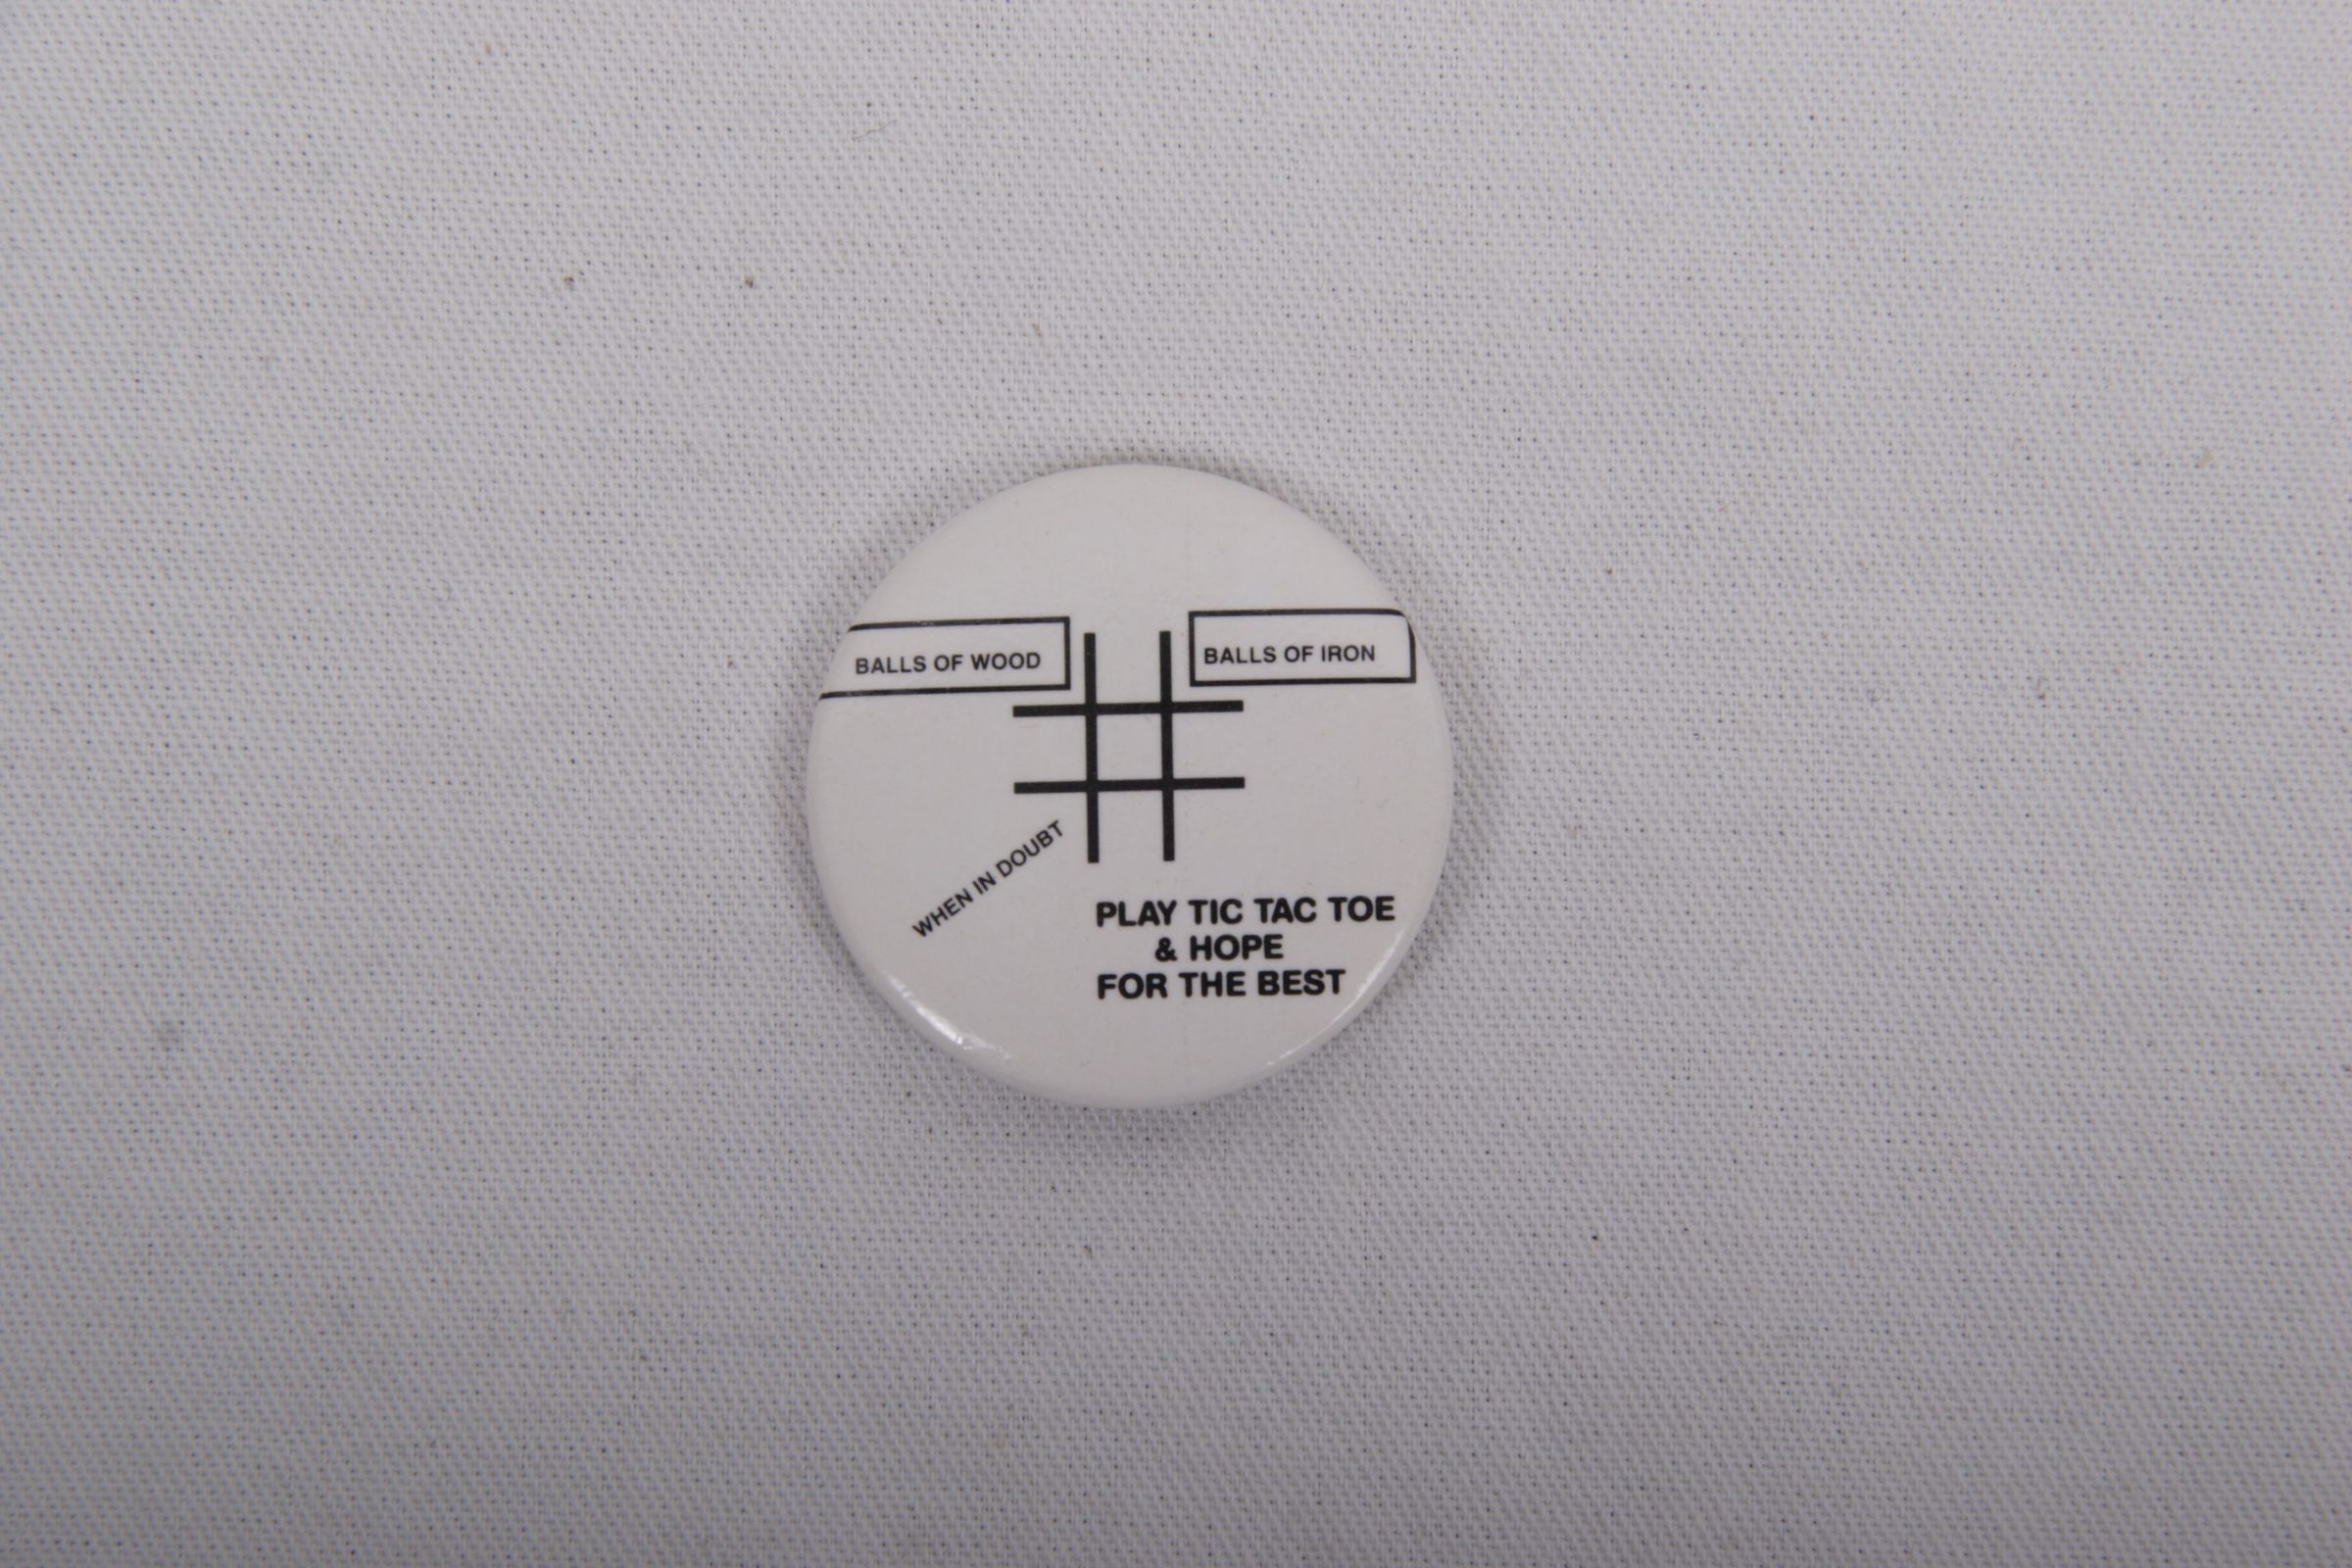 BALLS OF WOOD
BALLS OF IRON
WHEN IN DOUBT
PLAY TIC TAC TOE
& HOPE
FOR THE BEST